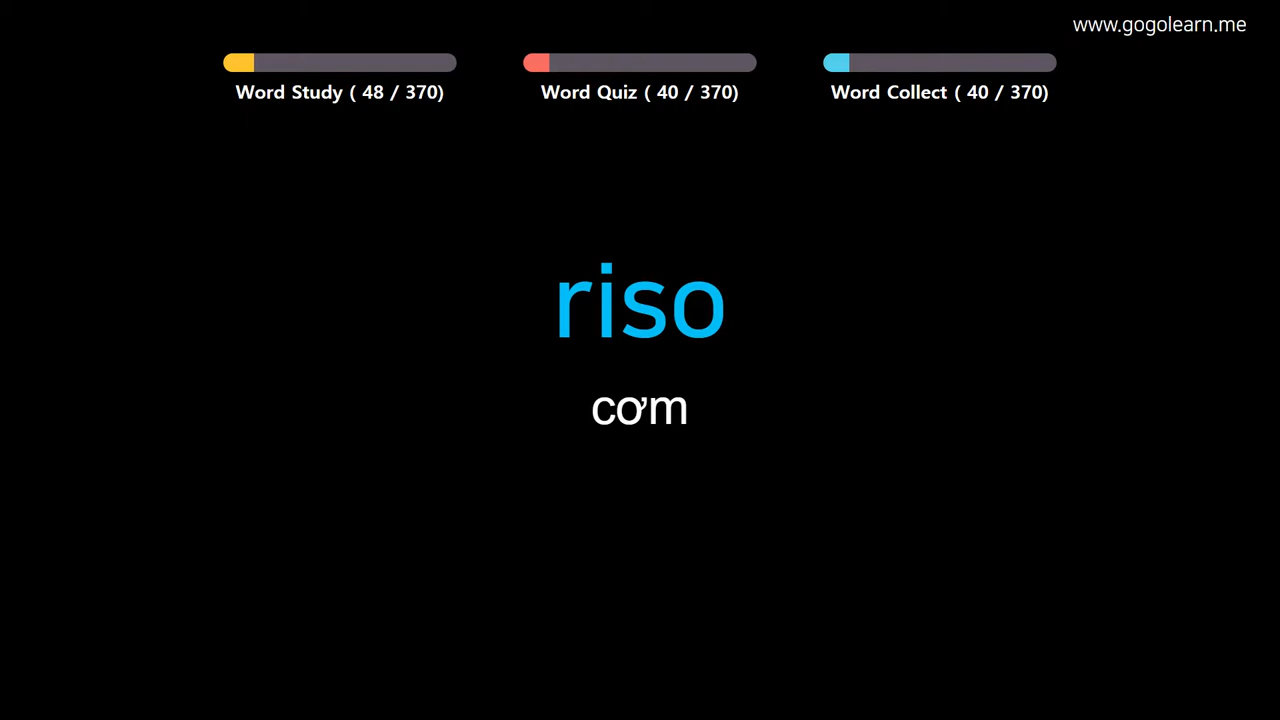 www.gogolearn.me
Word Study ( 48 / 370)
Word Quiz ( 40 / 370)
Word Collect ( 40 / 370)
riso
cơm